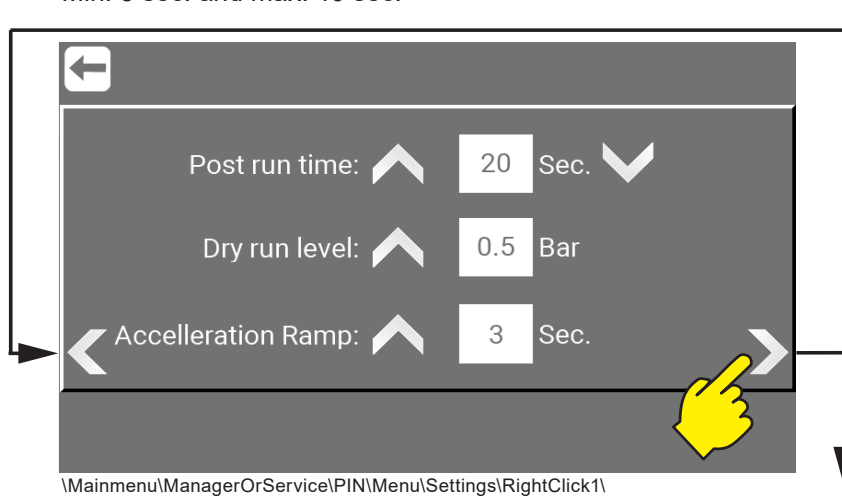 Post run time: 20 Sec.
Dry run level: 0.5 Bar
Accelleration Ramp: 3 Sec.
\Mainmenu\ManagerOrService\PIN\Menu\Settings\RightClick1\